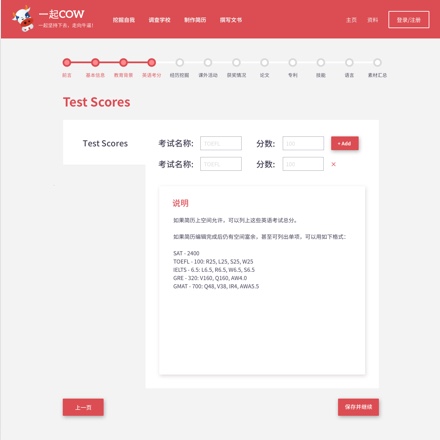 一起COW
一起坚持下去，走向牛逼！
挖掘自我 调查学校 制作简历 撰写文书 主页 资料 登录/注册
前言 基本信息 教育背景 英语考分 经历挖掘 课外活动 获奖情况 论文 专利 技能 语言 素材汇总
Test Scores
Test Scores
考试名称: TOEFL 分数: 100 + Add
考试名称: TOEFL 分数: 100 ×
说明
如果简历上空间允许，可以列上这些英语考试总分。
如果简历编辑完成后仍有空间富余，甚至可列出单项，可以用如下格式：
SAT - 2400
TOEFL - 100: R25, L25, S25, W25
IELTS - 6.5: L6.5, R6.5, W6.5, S6.5
GRE - 320: V160, Q160, AW4.0
GMAT - 700: Q48, V38, IR4, AWA5.5
上一页 保存并继续